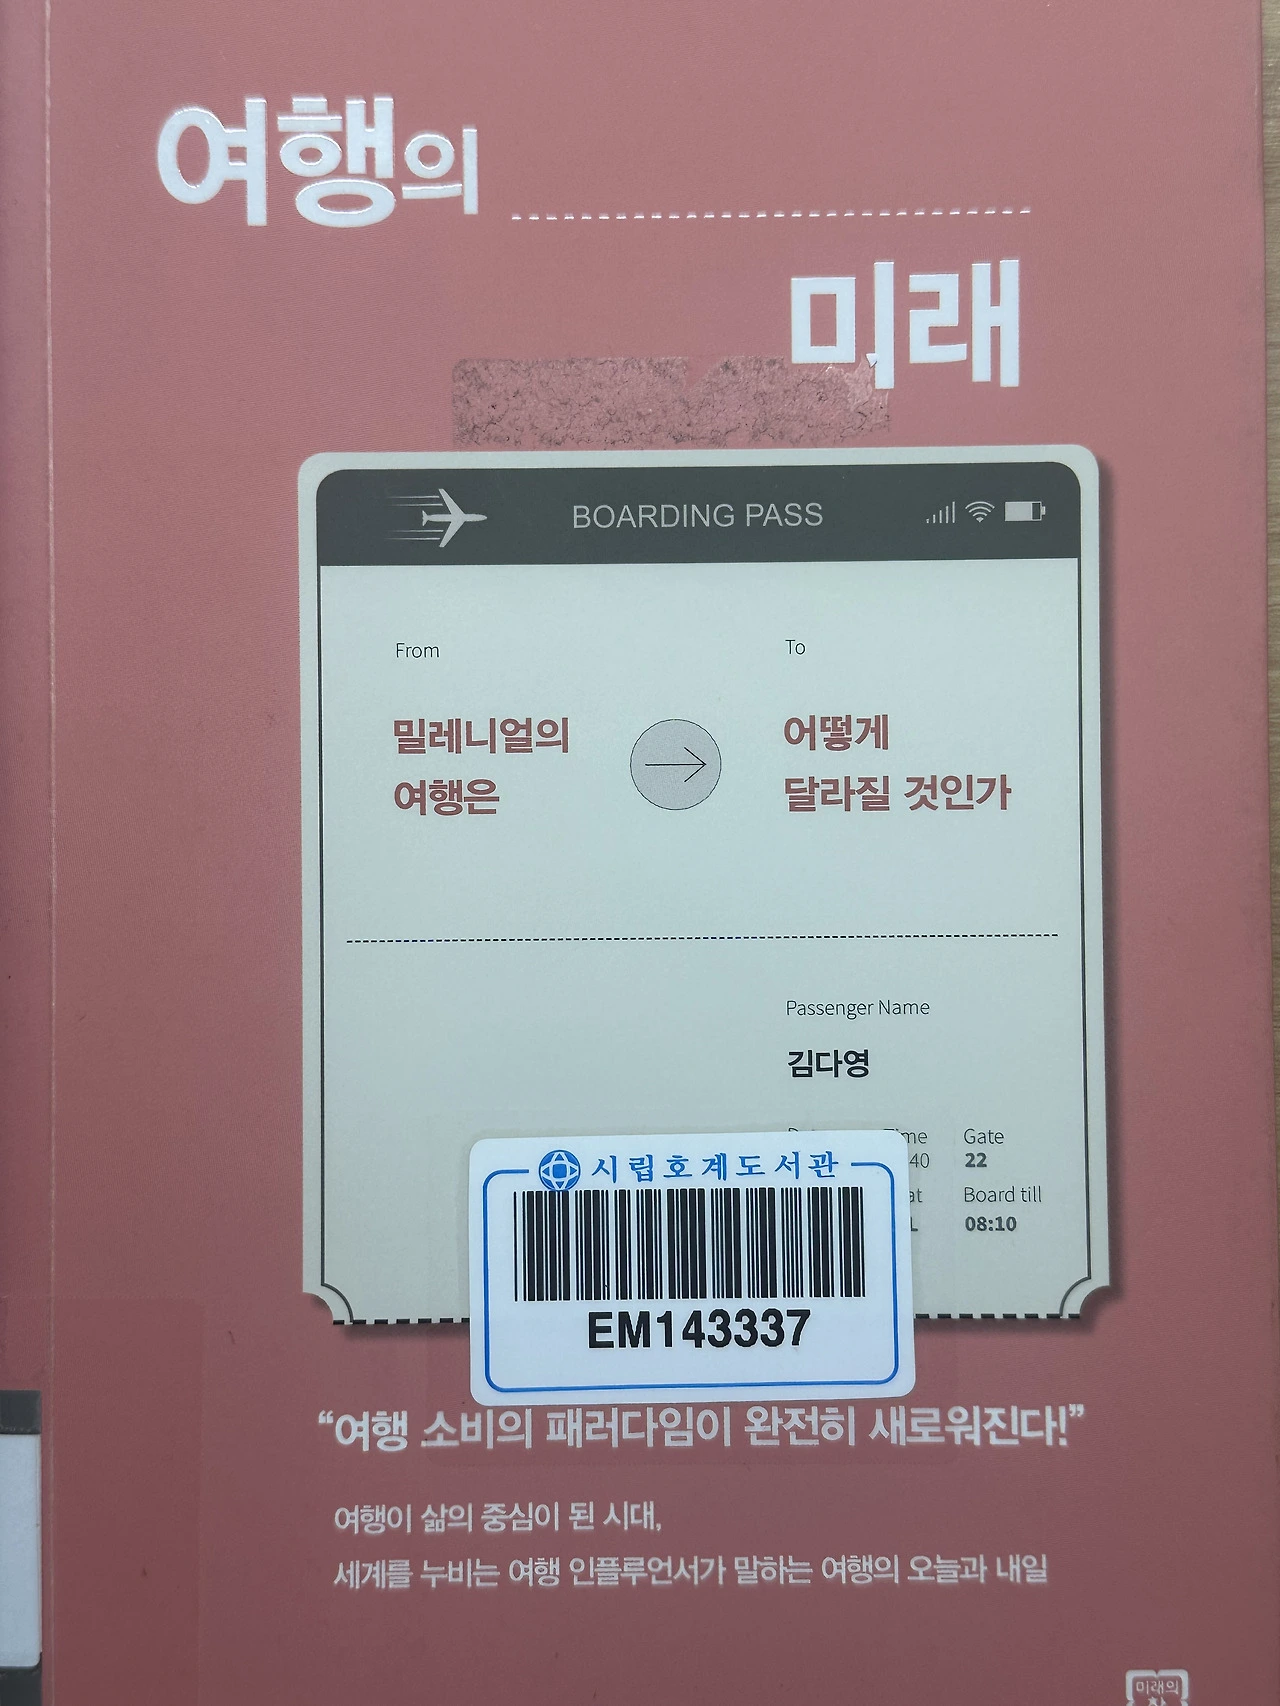 여행의
미래
BOARDING PASS
From
To
밀레니얼의
여행은
어떻게
달라질 것인가
Passenger Name
김다영
Gate
40
22
Board till
08:10
시립호계도서관
EM143337
“여행 소비의 패러다임이 완전히 새로워진다!”
여행이 삶의 중심이 된 시대,
세계를 누비는 여행 인플루언서가 말하는 여행의 오늘과 내일
미래의